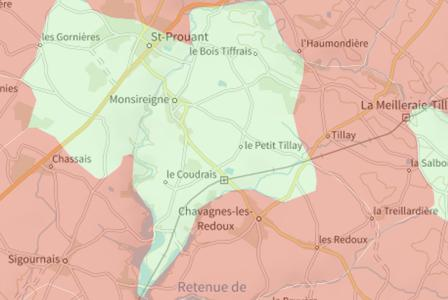 St-Prouant
les Gornières
le Bois Tiffrais
l'Haumondière
Monsireigne
La Meilleraie-Till
Tillay
le Petit Tillay
Chassais
la Salbo
le Coudrais
Chavagnes-les-
Redoux
la Treillardière
les Redoux
Sigournais
Retenue de